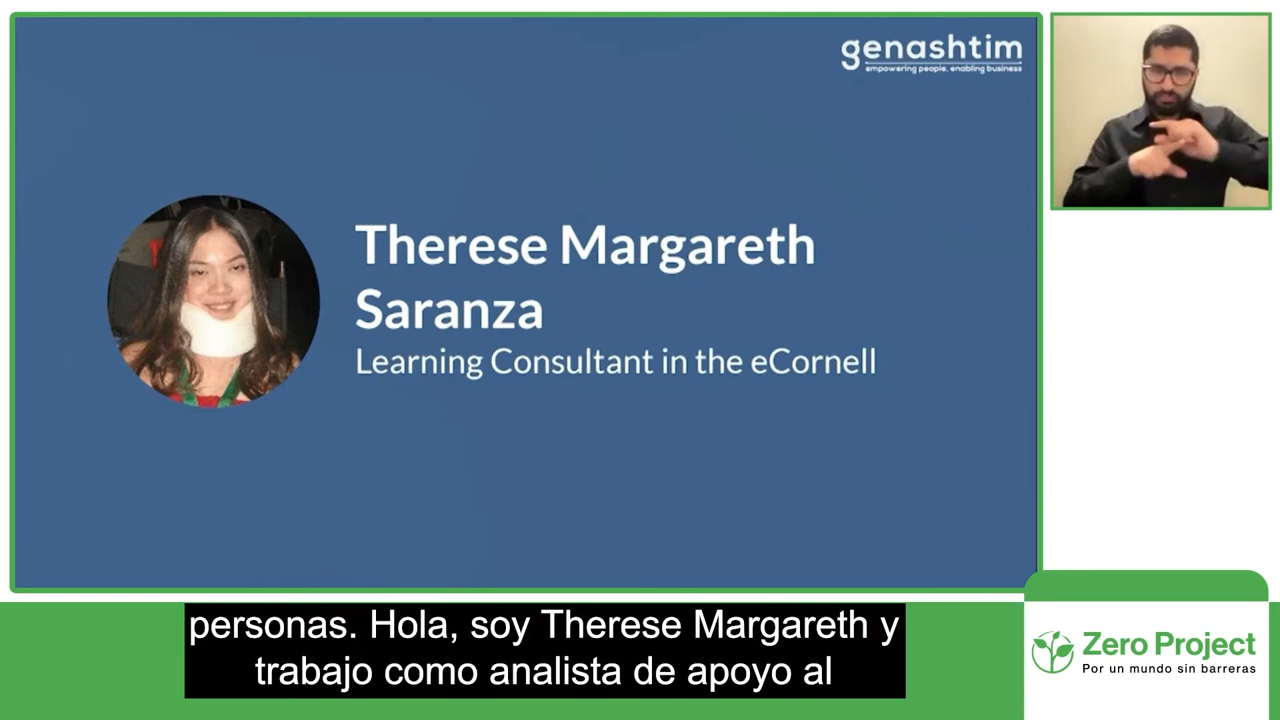 genashtim
empowering people, enabling business
Therese Margareth
Saranza
Learning Consultant in the eCornell
personas. Hola, soy Therese Margareth y
trabajo como analista de apoyo al
Zero Project
Por un mundo sin barreras